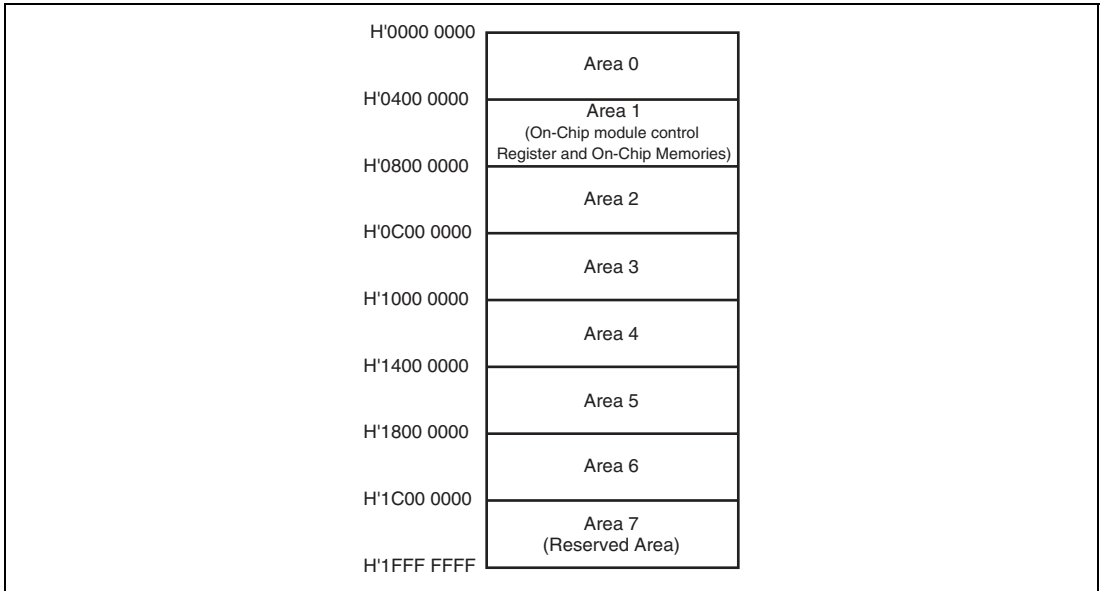 H'0000 0000
Area 0
H'0400 0000
Area 1
(On-Chip module control
Register and On-Chip Memories)
H'0800 0000
Area 2
H'0C00 0000
Area 3
H'1000 0000
Area 4
H'1400 0000
Area 5
H'1800 0000
Area 6
H'1C00 0000
Area 7
(Reserved Area)
H'1FFF FFFF